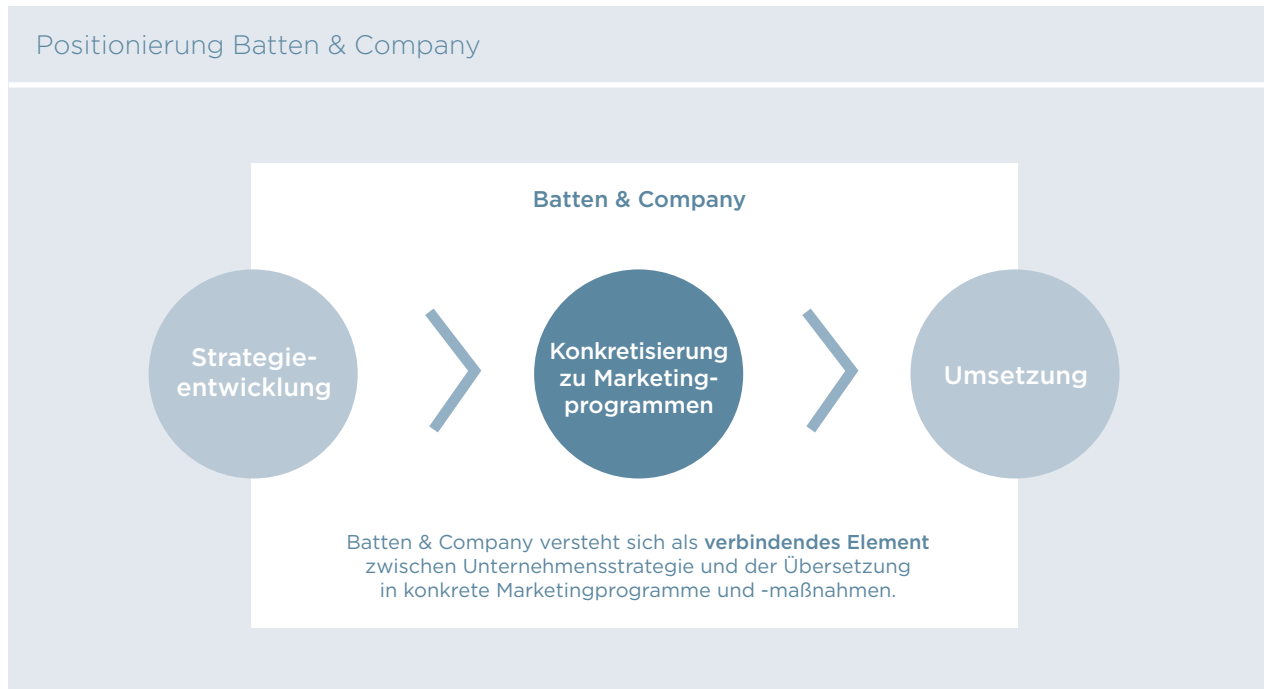 Positionierung Batten & Company
Batten & Company
Strategie-
entwicklung
Konkretisierung
zu Marketing-
programmen
Umsetzung
Batten & Company versteht sich als verbindendes Element
zwischen Unternehmensstrategie und der Übersetzung
in konkrete Marketingprogramme und -maßnahmen.